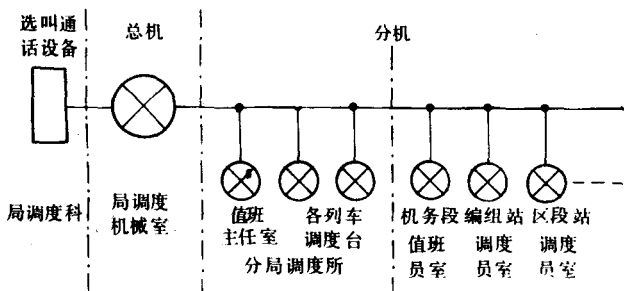 选叫通
话设备
总机
分机
局调度科
局调度
机械室
值班
主任室
各列车
调度台
分局调度所
机务段
值班
员室
编组站
调度
员室
区段站
调度
员室